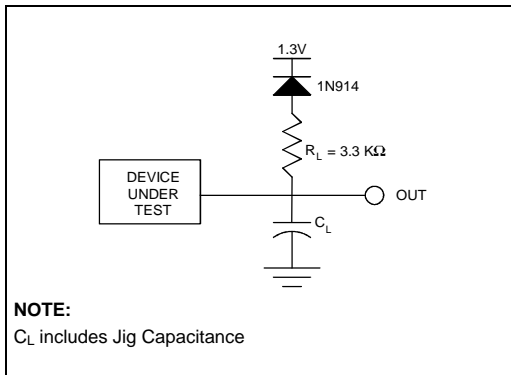 1.3V
1N914
R_L = 3.3 KΩ
DEVICE
UNDER
TEST
OUT
C_L
NOTE:
C_L includes Jig Capacitance